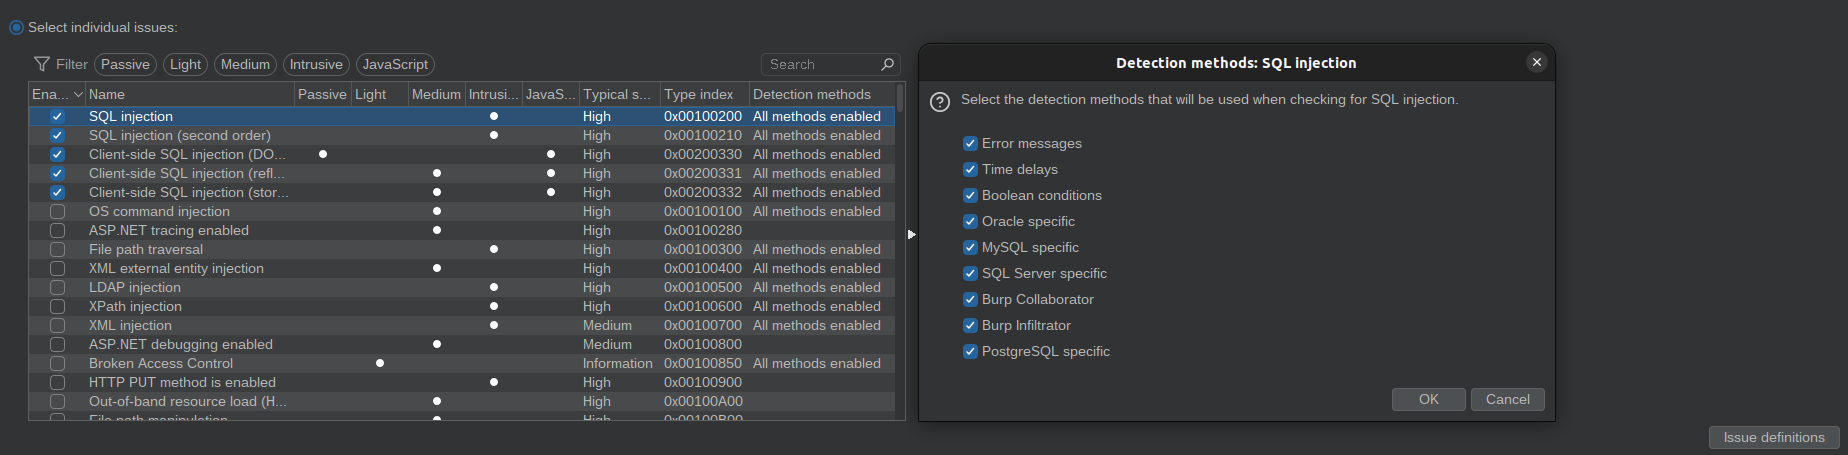 Select individual issues:
Filter Passive Light Medium Intrusive JavaScript Search
Ena... Name Passive Light Medium Intrusi... JavaS... Typical s... Type index Detection methods
SQL injection High 0x00100200 All methods enabled
SQL injection (second order) High 0x00100210 All methods enabled
Client-side SQL injection (DO... High 0x00200330 All methods enabled
Client-side SQL injection (refl... High 0x00200331 All methods enabled
Client-side SQL injection (stor... High 0x00200332 All methods enabled
OS command injection High 0x00100100 All methods enabled
ASP.NET tracing enabled High 0x00100280
File path traversal High 0x00100300 All methods enabled
XML external entity injection High 0x00100400 All methods enabled
LDAP injection High 0x00100500 All methods enabled
XPath injection High 0x00100600 All methods enabled
XML injection Medium 0x00100700 All methods enabled
ASP.NET debugging enabled Medium 0x00100800
Broken Access Control Information 0x00100850 All methods enabled
HTTP PUT method is enabled High 0x00100900
Out-of-band resource load (H... High 0x00100A00
File path manipulation High 0x00100B00
Detection methods: SQL injection
Select the detection methods that will be used when checking for SQL injection.
Error messages
Time delays
Boolean conditions
Oracle specific
MySQL specific
SQL Server specific
Burp Collaborator
Burp Infiltrator
PostgreSQL specific
OK Cancel
Issue definitions